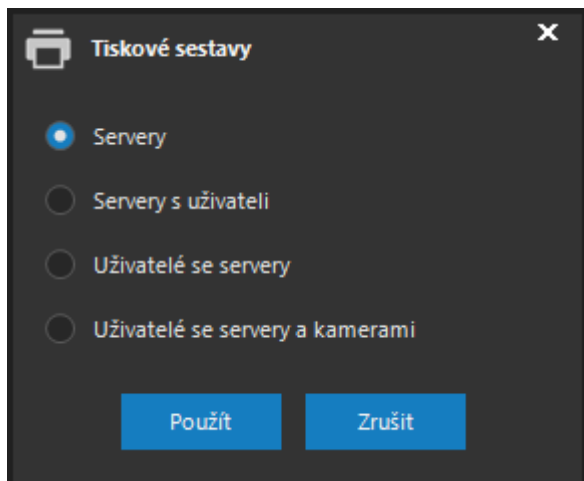 Tiskové sestavy
Servery
Servery s uživateli
Uživatelé se servery
Uživatelé se servery a kamerami
Použít Zrušit